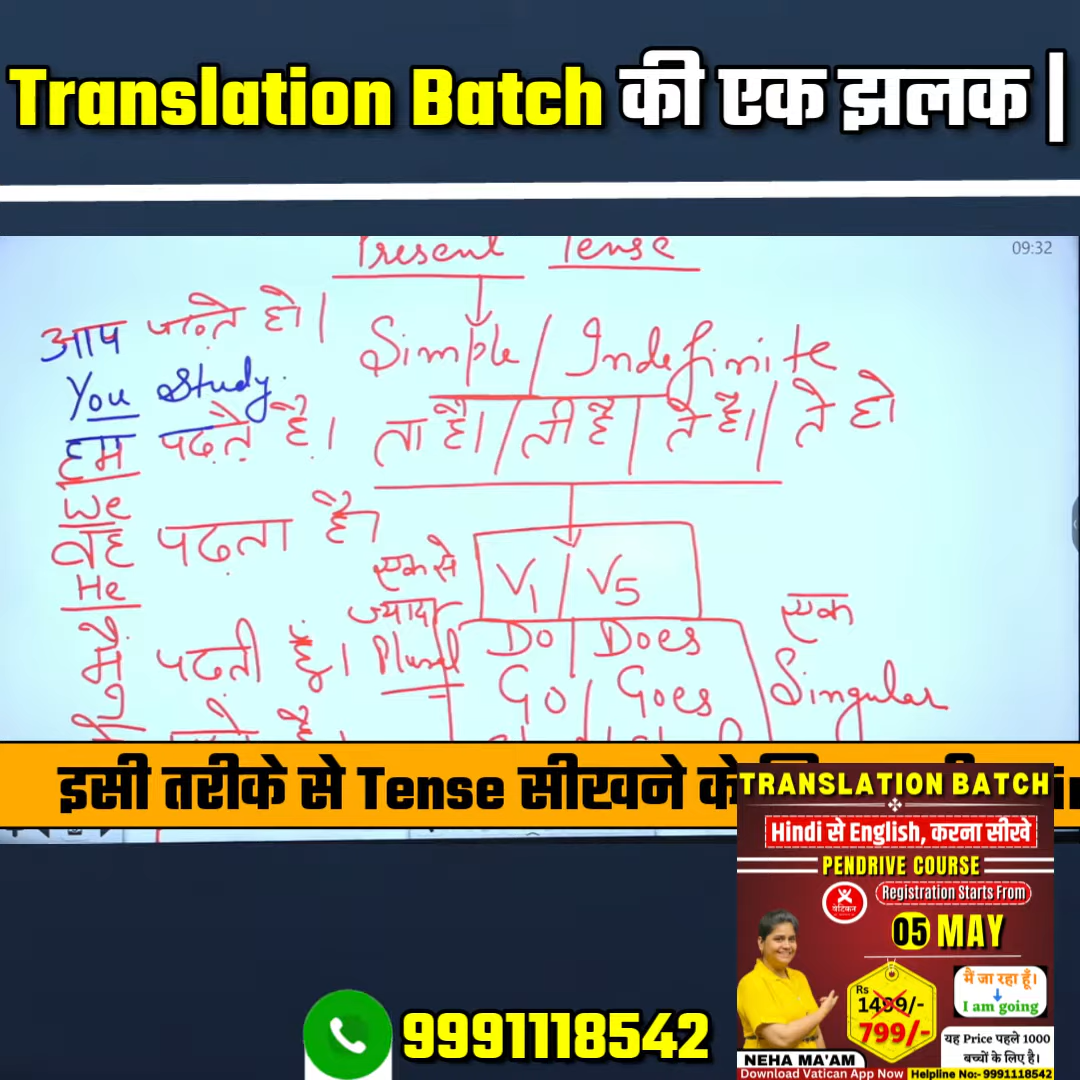 Translation Batch की एक झलक |
09:32
Present Tense
Simple / Indefinite
ता है। / ती है। ते है। / ते हो
आप पढ़ते हो।
You Study.
हम पढ़ते है।
We
वह पढ़ता है।
He
मैं पढ़ती हूँ।
एक से
ज्यादा
Plural
V1 / V5
Do / Does
Go / Goes
एक
Singular
इसी तरीके से Tense सीखने के
TRANSLATION BATCH
Hindi से English, करना सीखे
PENDRIVE COURSE
वेटिकन
Registration Starts From
05 MAY
Rs
1499/-
799/-
मैं जा रहा हूँ।
I am going
यह Price पहले 1000
बच्चों के लिए है।
NEHA MA'AM
Download Vatican App Now Helpline No:- 9991118542
9991118542